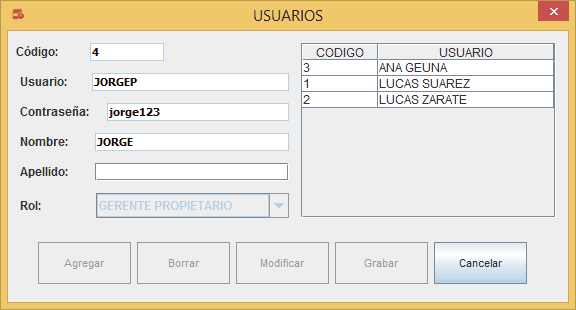 USUARIOS
Código: 4
Usuario: JORGEP
Contraseña: jorge123
Nombre: JORGE
Apellido:
Rol: GERENTE PROPIETARIO
CODIGO USUARIO
3 ANA GEUNA
1 LUCAS SUAREZ
2 LUCAS ZARATE
Agregar Borrar Modificar Grabar Cancelar